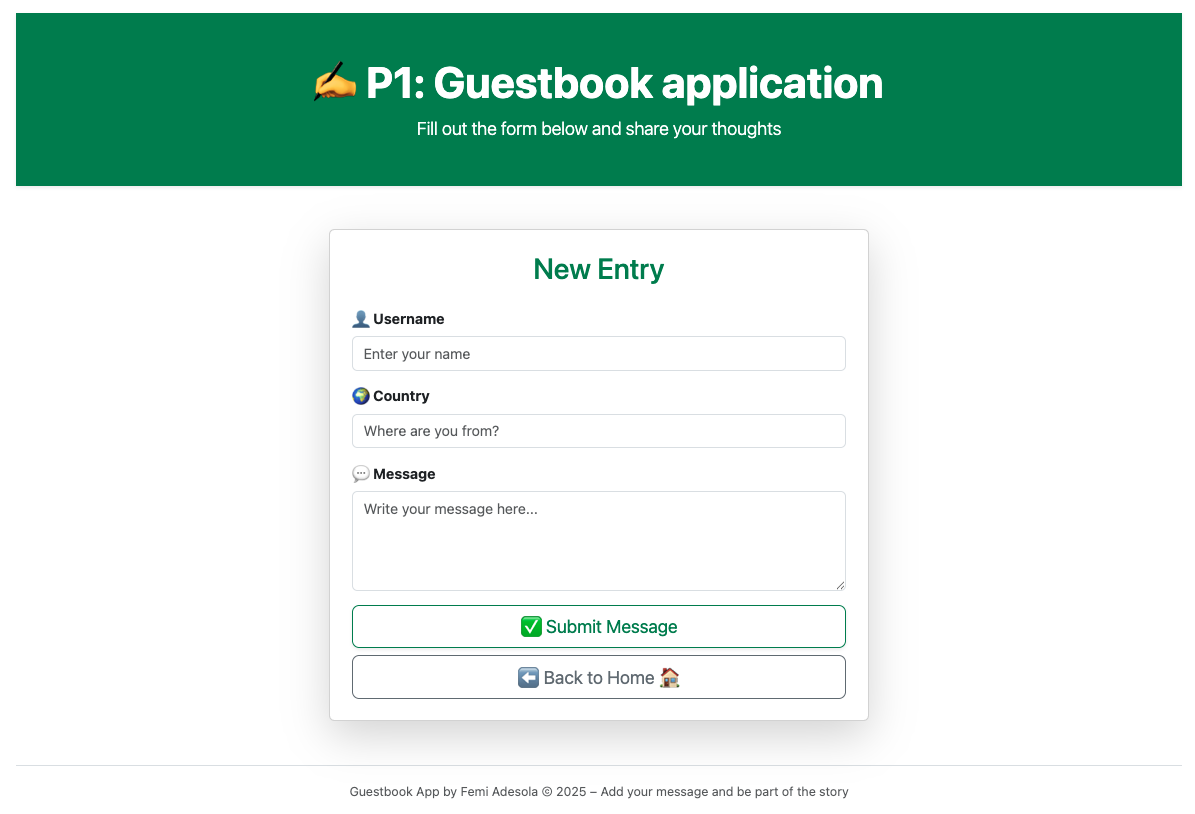 ✍️ P1: Guestbook application
Fill out the form below and share your thoughts
New Entry
👤 Username
Enter your name
🌍 Country
Where are you from?
💬 Message
Write your message here...
✅ Submit Message
⬅️ Back to Home 🏠
Guestbook App by Femi Adesola © 2025 – Add your message and be part of the story